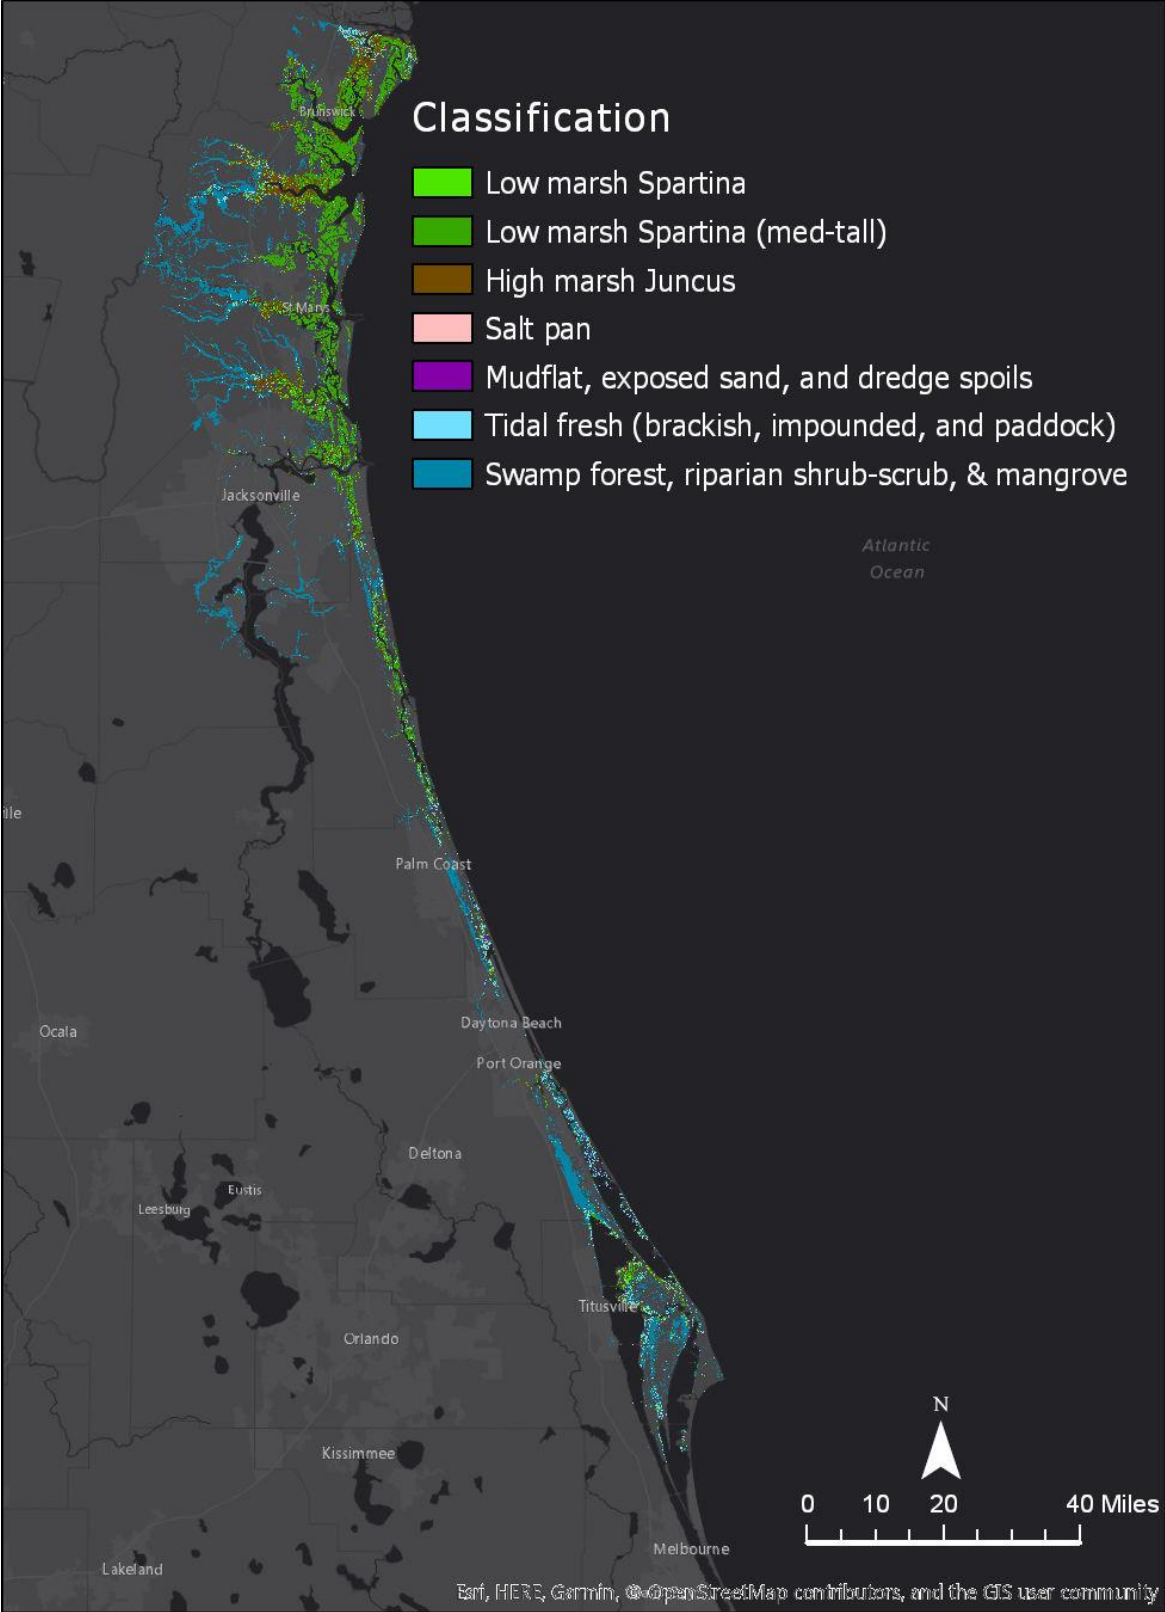 Brunswick
Classification
Low marsh Spartina
Low marsh Spartina (med-tall)
High marsh Juncus
St Marys
Salt pan
Mudflat, exposed sand, and dredge spoils
Tidal fresh (brackish, impounded, and paddock)
Swamp forest, riparian shrub-scrub, & mangrove
Jacksonville
Atlantic
Ocean
ille
Palm Coast
Daytona Beach
Ocala
Port Orange
Deltona
Eustis
Leesburg
Titusville
Orlando
N
Kissimmee
0 10 20 40 Miles
Melbourne
Lakeland
Esri, HERE, Garmin, © OpenStreetMap contributors, and the GIS user community